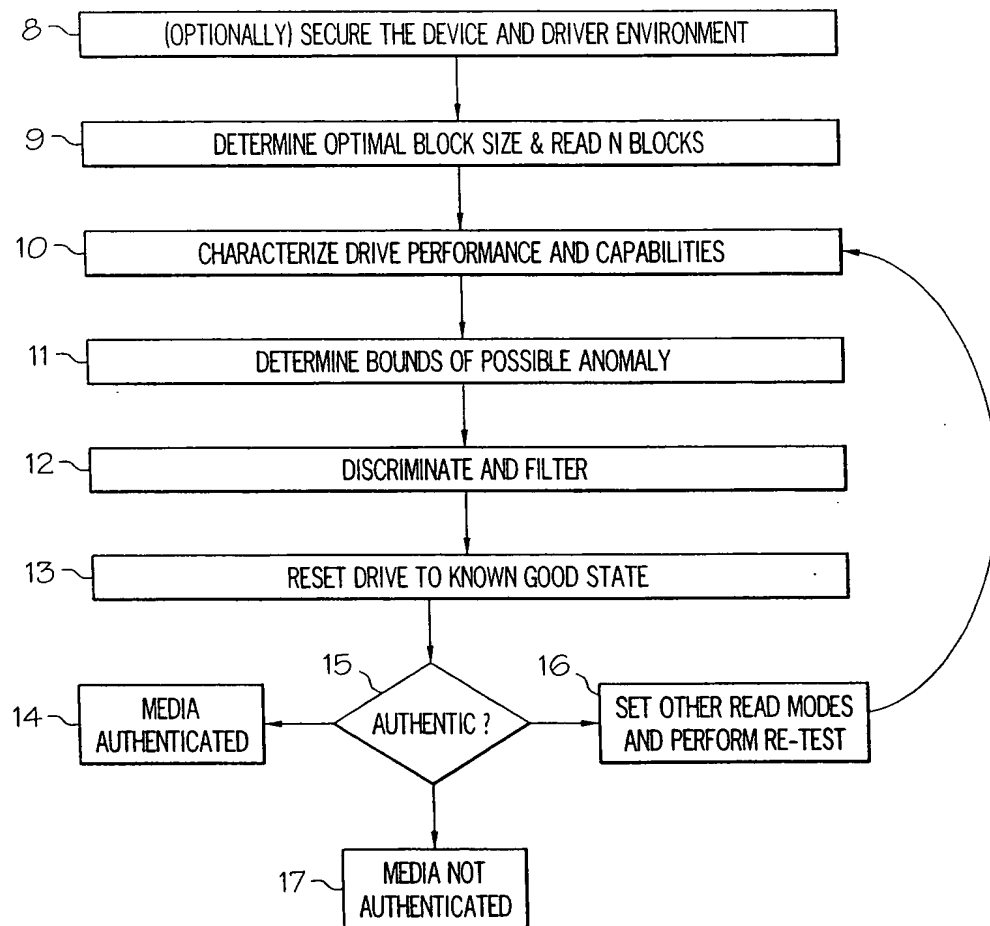 8 (OPTIONALLY) SECURE THE DEVICE AND DRIVER ENVIRONMENT
9 DETERMINE OPTIMAL BLOCK SIZE & READ N BLOCKS
10 CHARACTERIZE DRIVE PERFORMANCE AND CAPABILITIES
11 DETERMINE BOUNDS OF POSSIBLE ANOMALY
12 DISCRIMINATE AND FILTER
13 RESET DRIVE TO KNOWN GOOD STATE
14 MEDIA
AUTHENTICATED
15 AUTHENTIC ?
16 SET OTHER READ MODES
AND PERFORM RE-TEST
17 MEDIA NOT
AUTHENTICATED